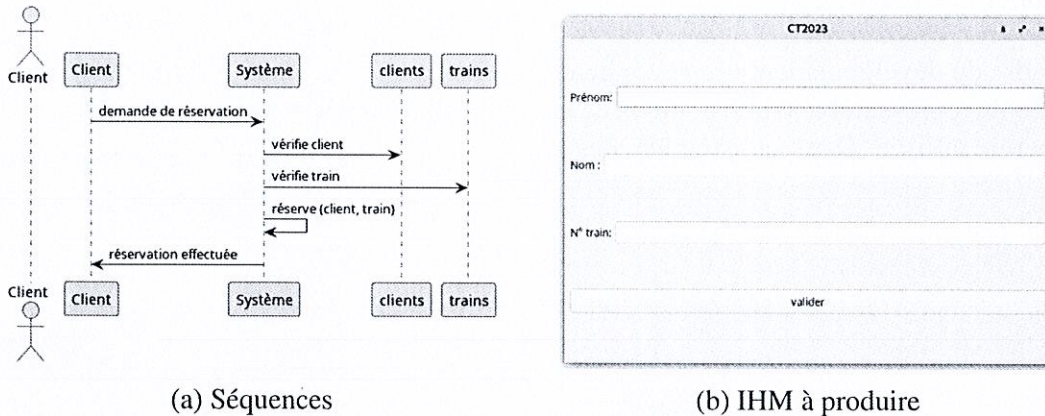 Client
Client
Système
clients
trains
demande de réservation
vérifie client
vérifie train
réserve (client, train)
réservation effectuée
Client
Client
Système
clients
trains
(a) Séquences
CT2023
Prénom:
Nom :
N° train:
valider
(b) IHM à produire